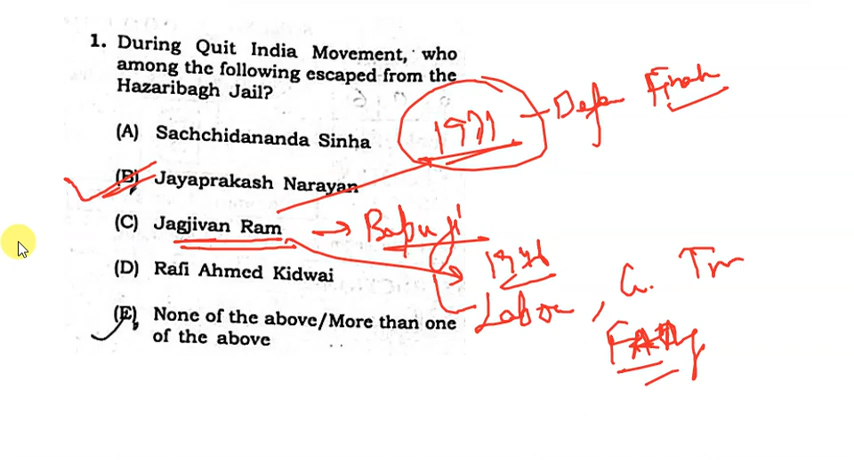 1. During Quit India Movement, who
among the following escaped from the
Hazaribagh Jail?
(A) Sachchidananda Sinha
(B) Jayaprakash Narayan
(C) Jagjivan Ram
(D) Rafi Ahmed Kidwai
(E) None of the above/More than one
of the above
1971
Babuji
1946
Labour,